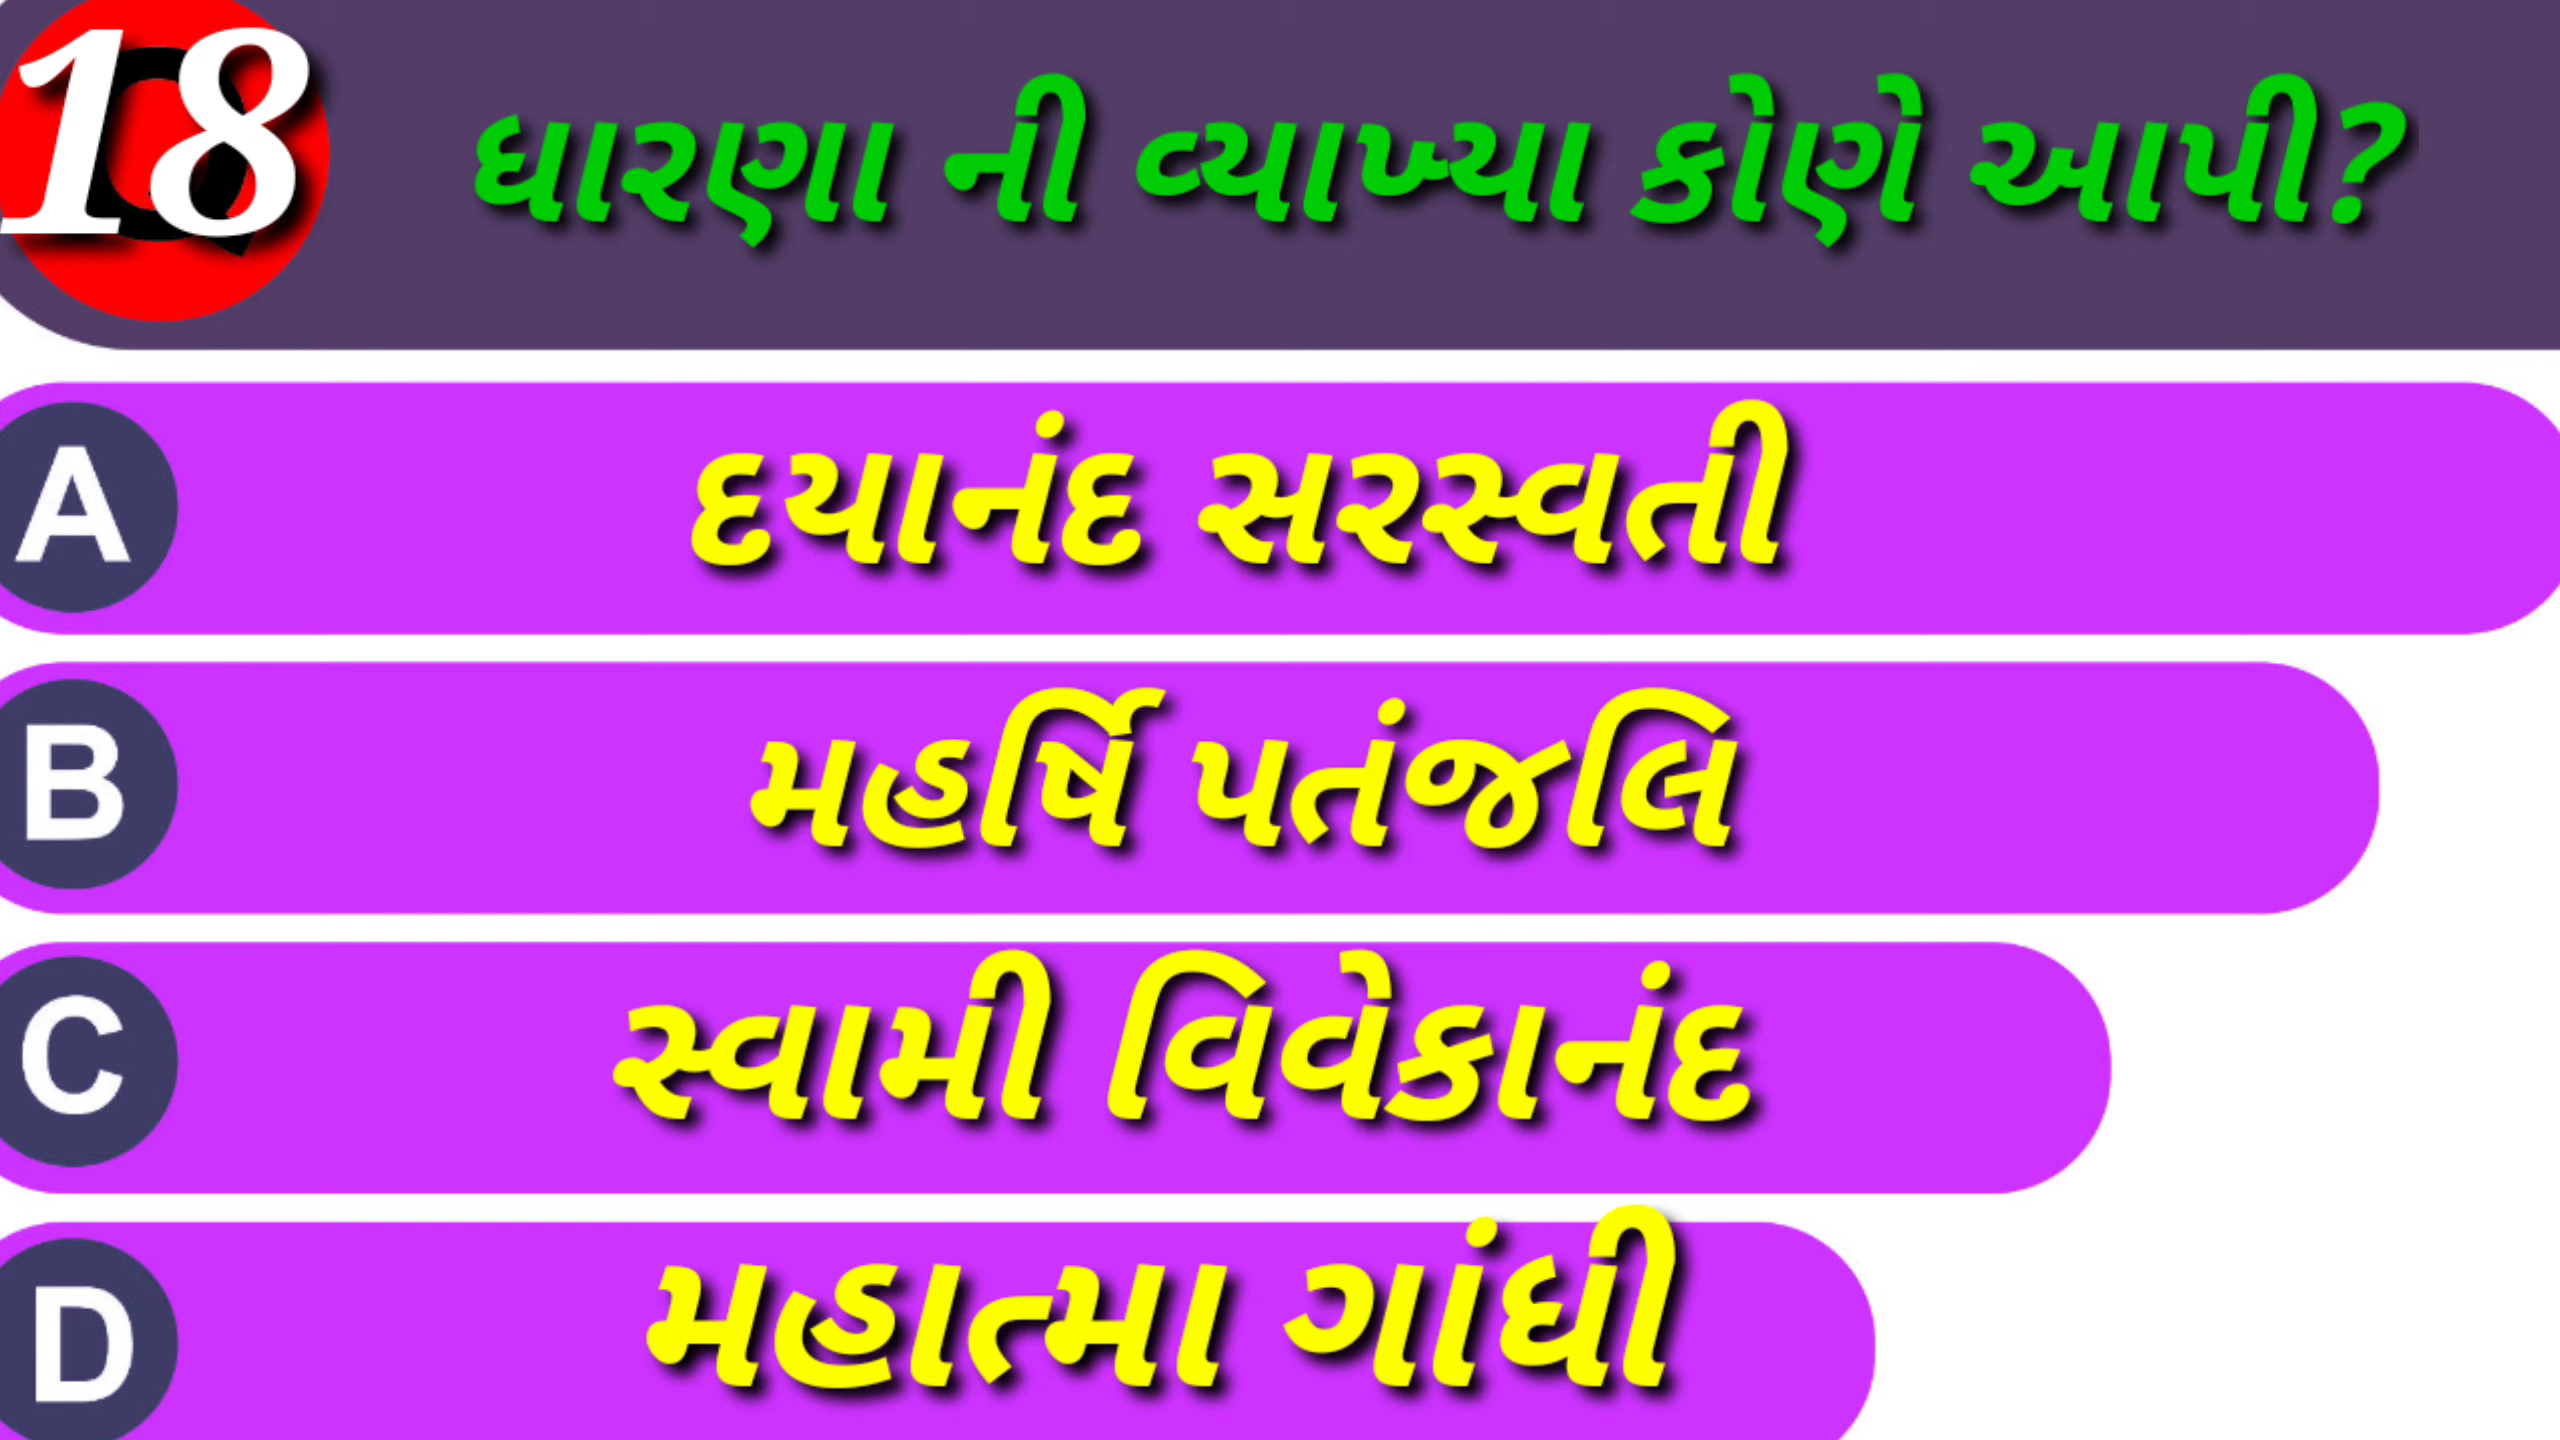 18 Q ધારણા ની વ્યાખ્યા કોણે આપી?
A દયાનંદ સરસ્વતી
B મહર્ષિ પતંજલિ
C સ્વામી વિવેકાનંદ
D મહાત્મા ગાંધી